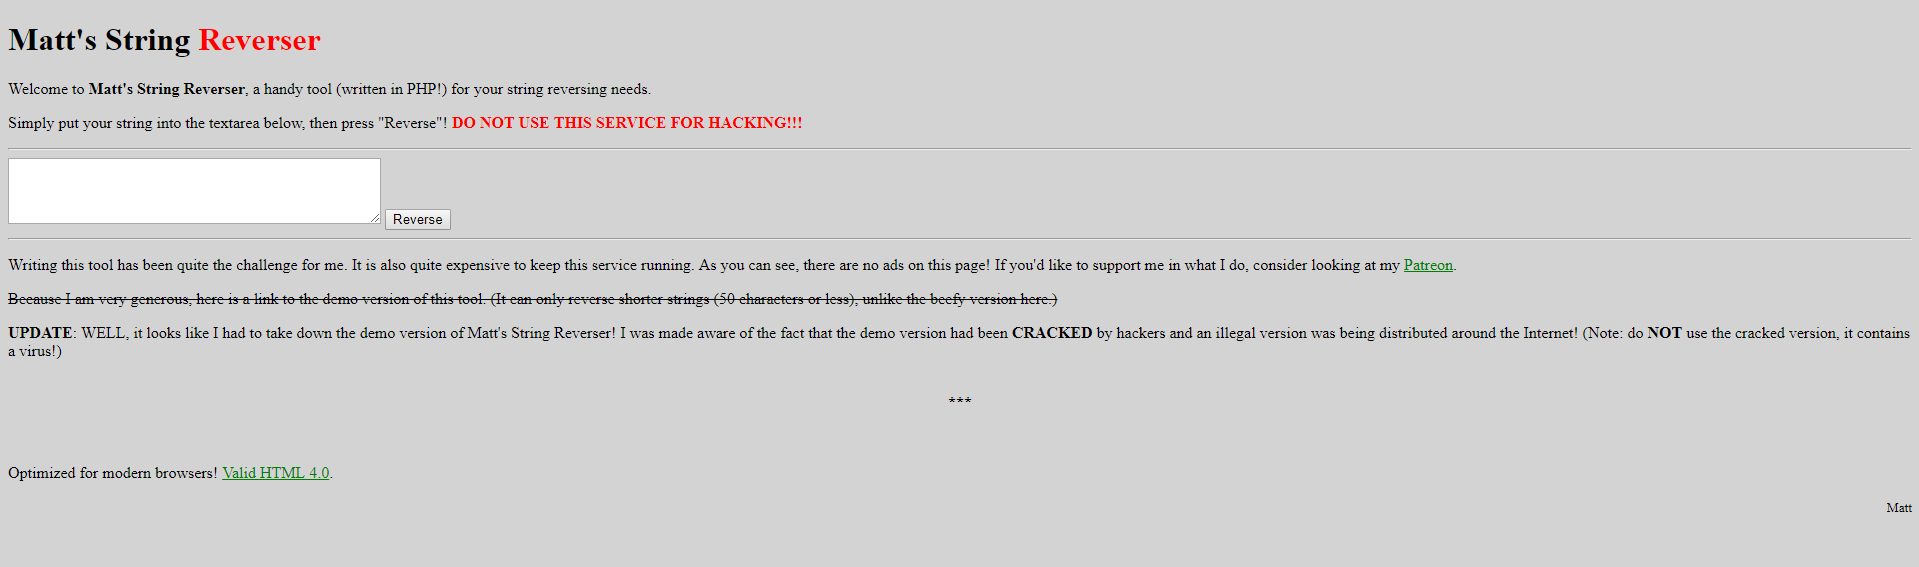 Matt's String Reverser
Welcome to Matt's String Reverser, a handy tool (written in PHP!) for your string reversing needs.
Simply put your string into the textarea below, then press "Reverse"! DO NOT USE THIS SERVICE FOR HACKING!!!
Reverse
Writing this tool has been quite the challenge for me. It is also quite expensive to keep this service running. As you can see, there are no ads on this page! If you'd like to support me in what I do, consider looking at my Patreon.
Because I am very generous, here is a link to the demo version of this tool. (It can only reverse shorter strings (50 characters or less), unlike the beefy version here.)
UPDATE: WELL, it looks like I had to take down the demo version of Matt's String Reverser! I was made aware of the fact that the demo version had been CRACKED by hackers and an illegal version was being distributed around the Internet! (Note: do NOT use the cracked version, it contains
a virus!)
***
Optimized for modern browsers! Valid HTML 4.0.
Matt